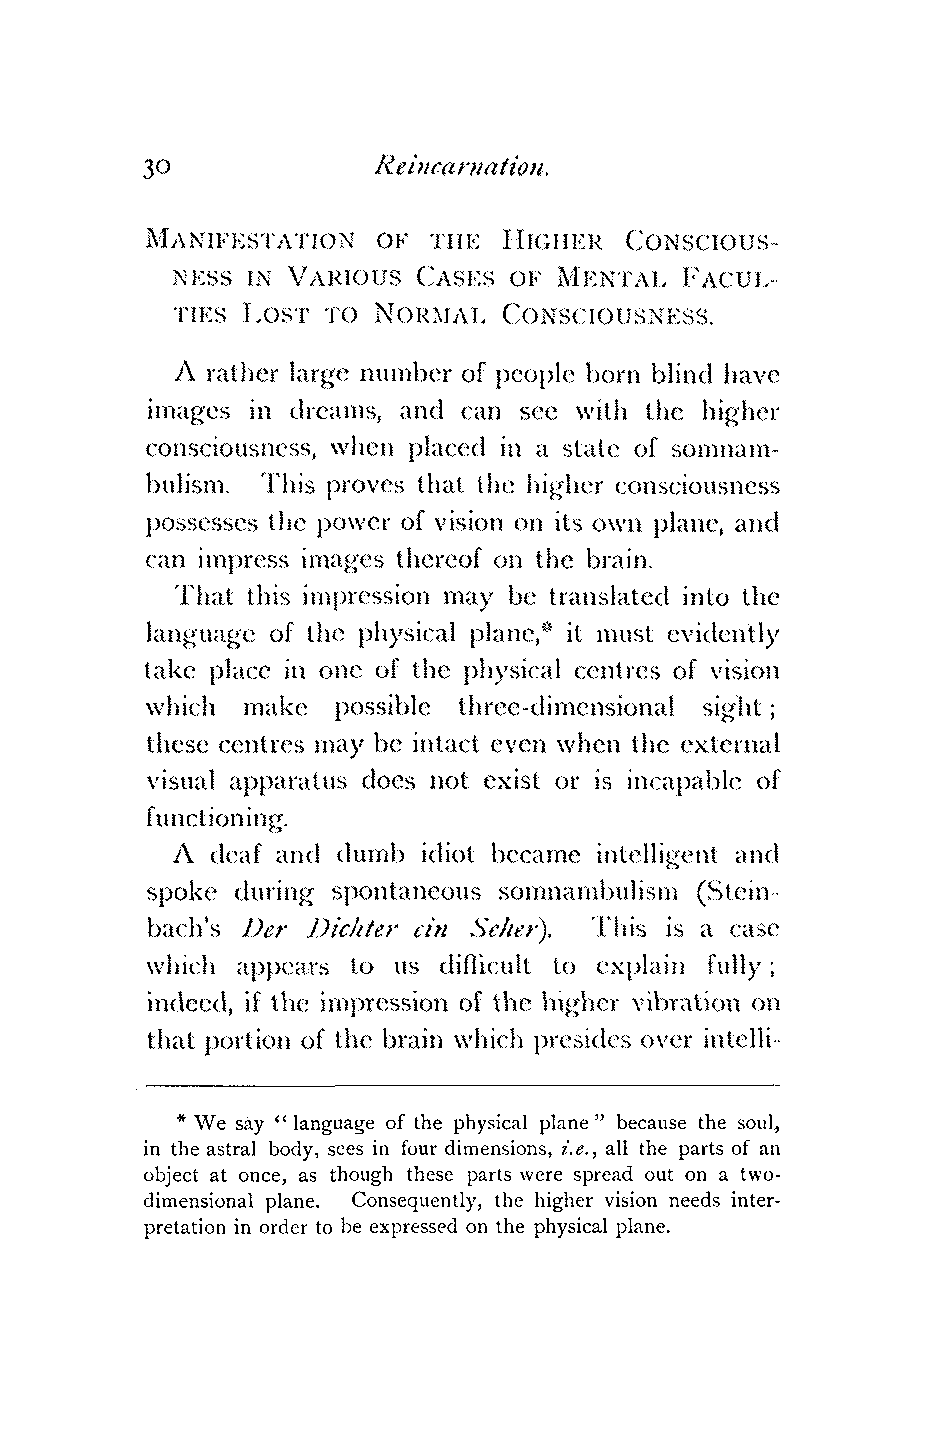 30 Reincarnation.
MANIFESTATION OF THE HIGHER CONSCIOUS-
NESS IN VARIOUS CASES OF MENTAL FACUL-
TIES LOST TO NORMAL CONSCIOUSNESS.
A rather large number of people born blind have
images in dreams, and can see with the higher
consciousness, when placed in a state of somnam-
bulism. This proves that the higher consciousness
possesses the power of vision on its own plane, and
can impress images thereof on the brain.
That this impression may be translated into the
language of the physical plane,* it must evidently
take place in one of the physical centres of vision
which make possible three-dimensional sight ;
these centres may be intact even when the external
visual apparatus does not exist or is incapable of
functioning.
A deaf and dumb idiot became intelligent and
spoke during spontaneous somnambulism (Stein-
bach's Der Dichter ein Seher). This is a case
which appears to us difficult to explain fully ;
indeed, if the impression of the higher vibration on
that portion of the brain which presides over intelli-
* We say “ language of the physical plane ” because the soul,
in the astral body, sees in four dimensions, i.e., all the parts of an
object at once, as though these parts were spread out on a two-
dimensional plane. Consequently, the higher vision needs inter-
pretation in order to be expressed on the physical plane.